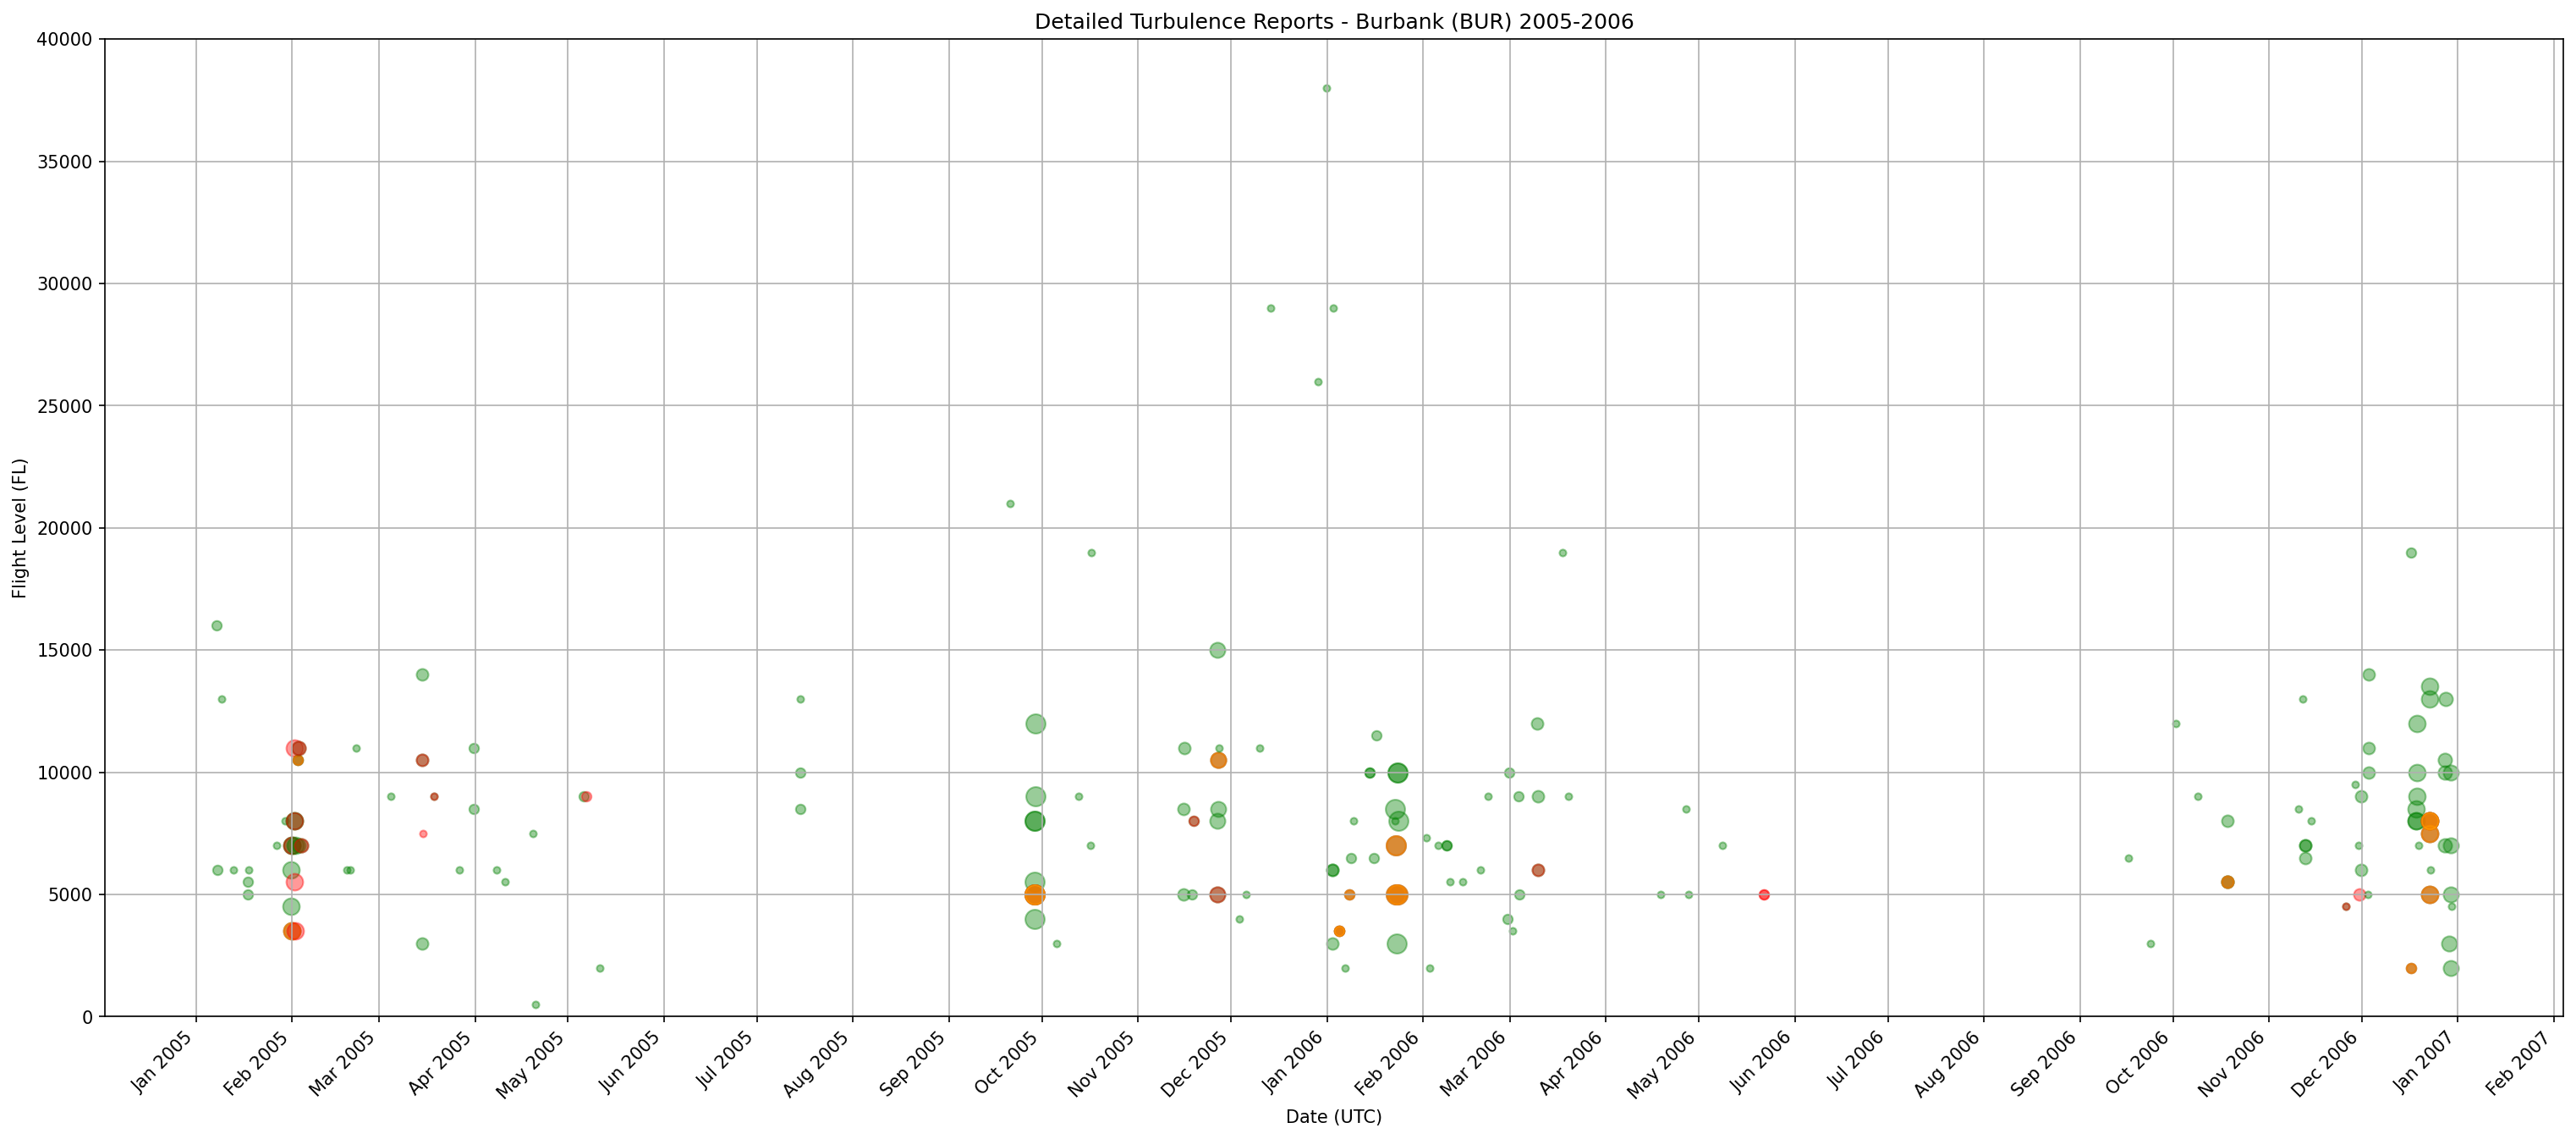 Detailed Turbulence Reports - Burbank (BUR) 2005-2006
40000
35000
30000
25000
20000
15000
10000
5000
0
Flight Level (FL)
Jan 2005
Feb 2005
Mar 2005
Apr 2005
May 2005
Jun 2005
Jul 2005
Aug 2005
Sep 2005
Oct 2005
Nov 2005
Dec 2005
Jan 2006
Feb 2006
Mar 2006
Apr 2006
May 2006
Jun 2006
Jul 2006
Aug 2006
Sep 2006
Oct 2006
Nov 2006
Dec 2006
Jan 2007
Feb 2007
Date (UTC)